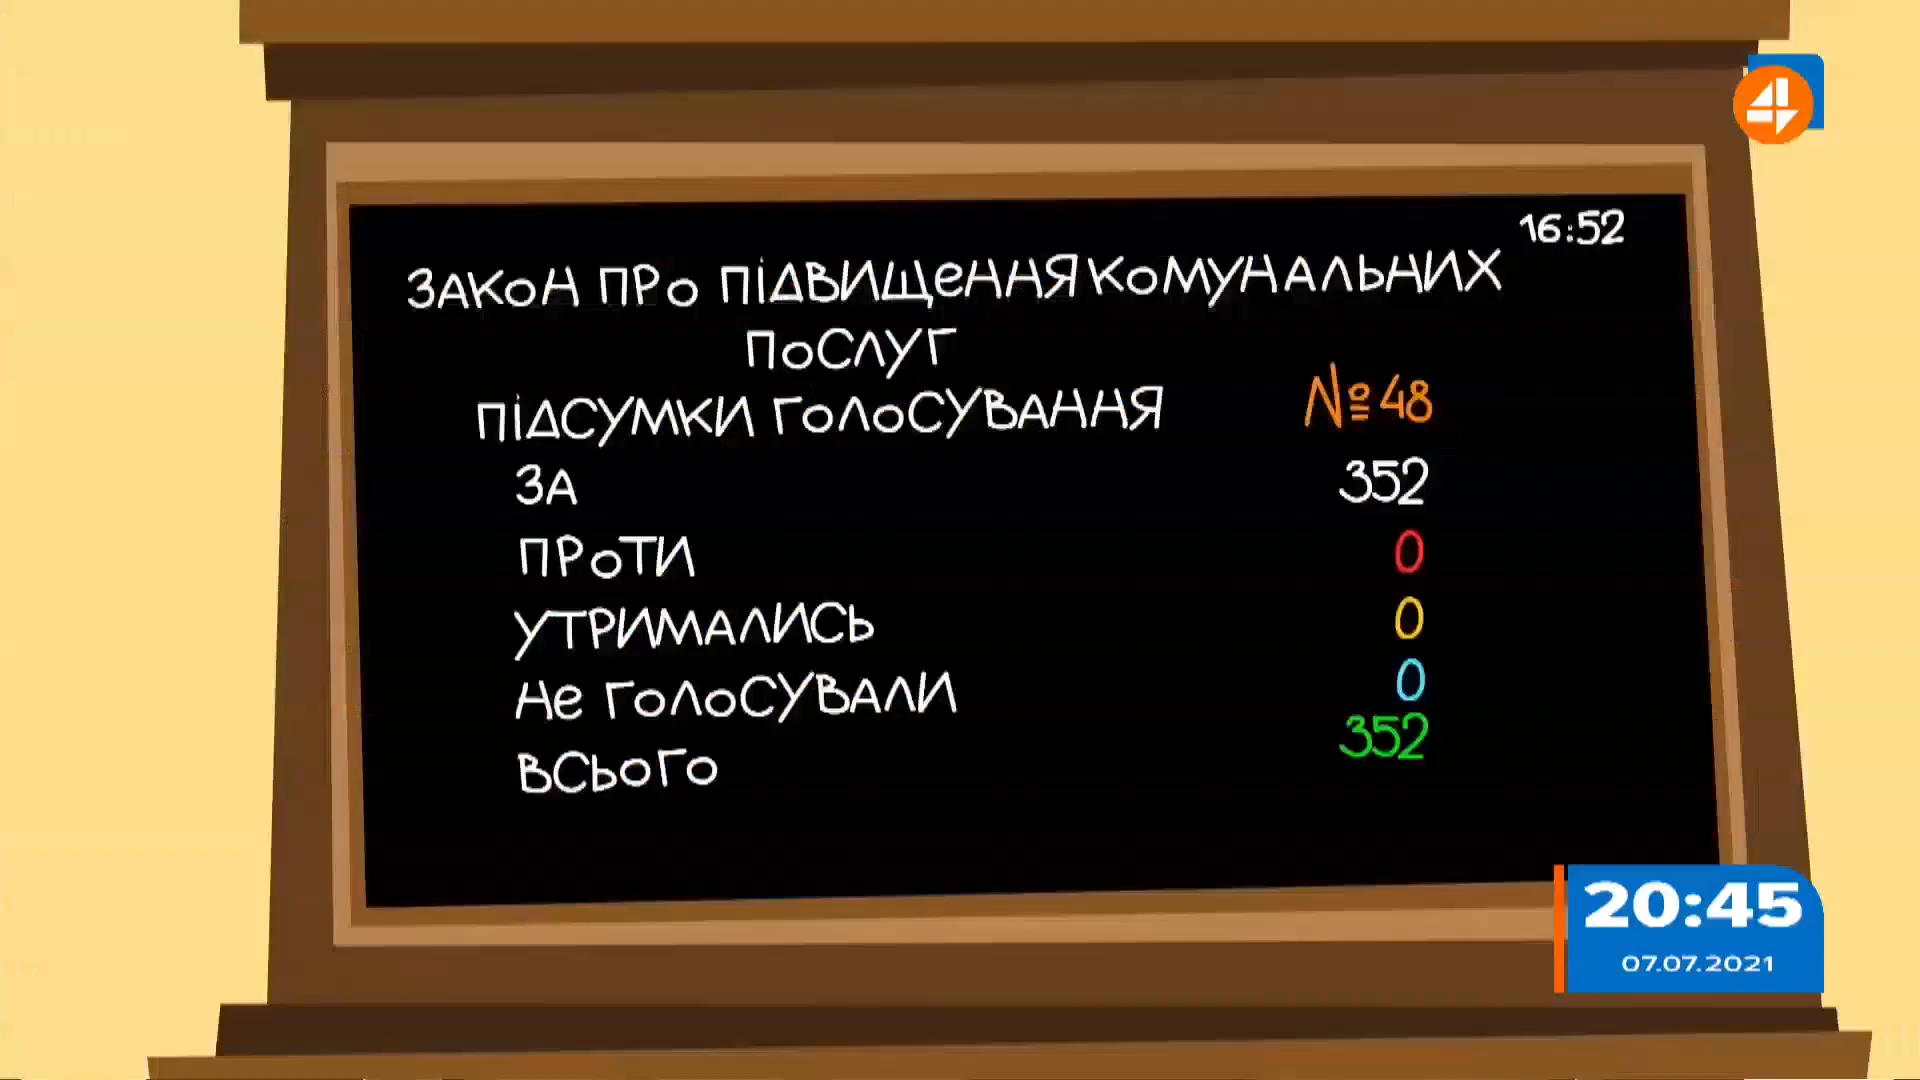 16:52
ЗАКОН ПРО ПІДВИЩЕННЯ КОМУНАЛЬНИХ
ПОСЛУГ
ПІДСУМКИ ГОЛОСУВАННЯ №48
ЗА 352
ПРОТИ 0
УТРИМАЛИСЬ 0
НЕ ГОЛОСУВАЛИ 0
ВСЬОГО 352
4
20:45
07.07.2021